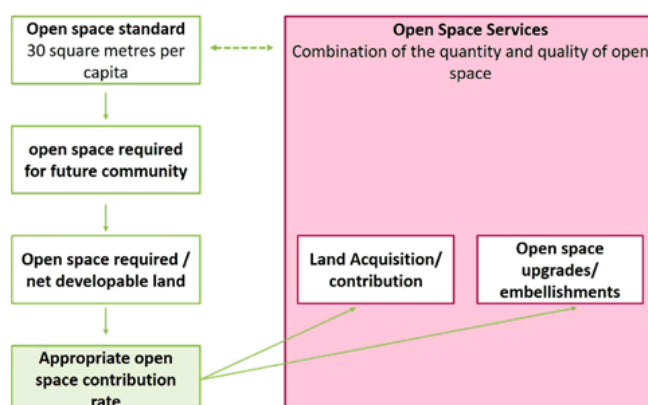 Open space standard
30 square metres per
capita
Open Space Services
Combination of the quantity and quality of open
space
open space required
for future community
Open space required /
net developable land
Land Acquisition/
contribution
Open space
upgrades/
embellishments
Appropriate open
space contribution
rate